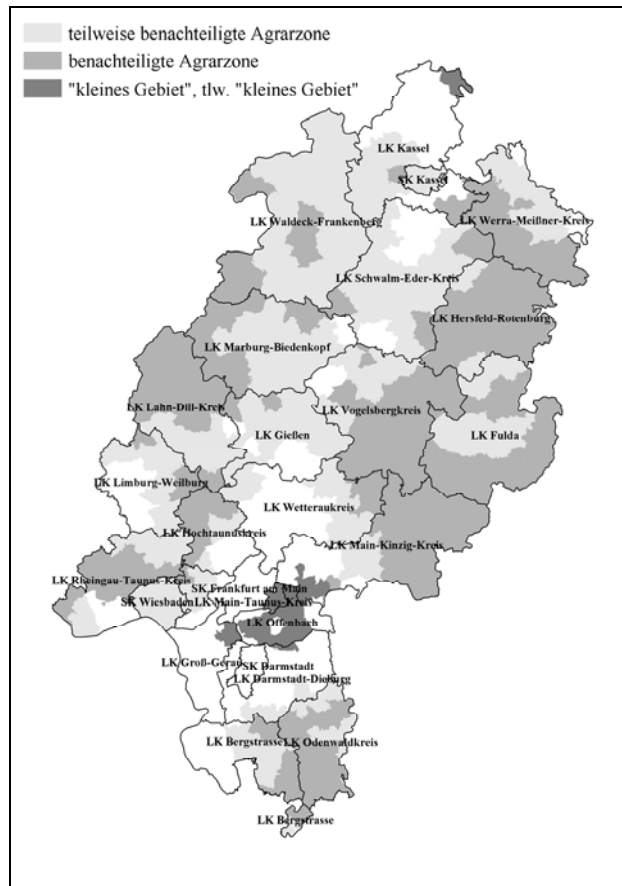 teilweise benachteiligte Agrarzone
benachteiligte Agrarzone
"kleines Gebiet", tlw. "kleines Gebiet"
LK Kassel
SK Kassel
LK Waldeck-Frankenberg
LK Werra-Meißner-Kreis
LK Schwalm-Eder-Kreis
LK Hersfeld-Rotenburg
LK Marburg-Biedenkopf
LK Lahn-Dill-Kreis
LK Vogelsbergkreis
LK Gießen
LK Fulda
LK Limburg-Weilburg
LK Wetteraukreis
LK Hochtaunuskreis
LK Main-Kinzig-Kreis
LK Rheingau-Taunus-Kreis
SK Frankfurt am Main
SK Wiesbaden
LK Main-Taunus-Kreis
LK Offenbach
LK Groß-Gerau
SK Darmstadt
LK Darmstadt-Dieburg
LK Bergstrasse
LK Odenwaldkreis
LK Bergstrasse